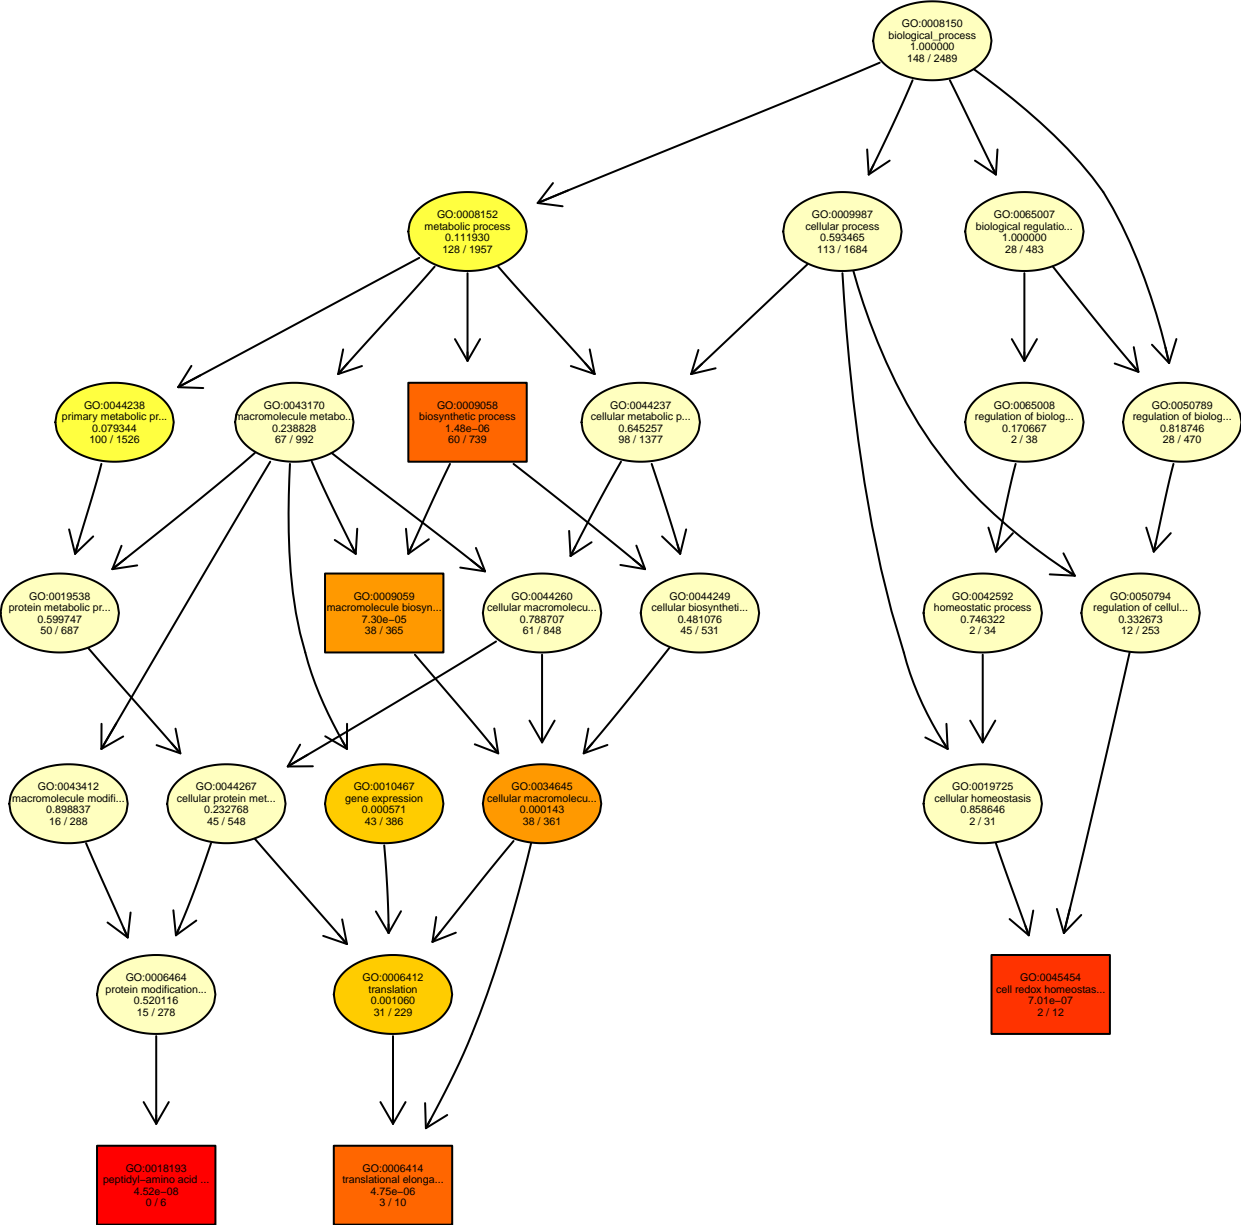 GO:0008150
biological_process
1.000000
148 / 2489
GO:0008152
metabolic process
0.111930
128 / 1957
GO:0009987
cellular process
0.593465
113 / 1684
GO:0065007
biological regulatio...
1.000000
28 / 483
GO:0044238
primary metabolic pr...
0.079344
100 / 1526
GO:0043170
macromolecule metabo...
0.238828
67 / 992
GO:0009058
biosynthetic process
1.48e−06
60 / 739
GO:0044237
cellular metabolic p...
0.645257
98 / 1377
GO:0065008
regulation of biolog...
0.170667
2 / 38
GO:0050789
regulation of biolog...
0.818746
28 / 470
GO:0019538
protein metabolic pr...
0.599747
50 / 687
GO:0009059
macromolecule biosyn...
7.30e−05
38 / 365
GO:0044260
cellular macromolecu...
0.788707
61 / 848
GO:0044249
cellular biosyntheti...
0.481076
45 / 531
GO:0042592
homeostatic process
0.746322
2 / 34
GO:0050794
regulation of cellul...
0.332673
12 / 253
GO:0043412
macromolecule modifi...
0.898837
16 / 288
GO:0044267
cellular protein met...
0.232768
45 / 548
GO:0010467
gene expression
0.000571
43 / 386
GO:0034645
cellular macromolecu...
0.000143
38 / 361
GO:0019725
cellular homeostasis
0.858646
2 / 31
GO:0006464
protein modification...
0.520116
15 / 278
GO:0006412
translation
0.001060
31 / 229
GO:0045454
cell redox homeostas...
7.01e−07
2 / 12
GO:0018193
peptidyl−amino acid ...
4.52e−08
0 / 6
GO:0006414
translational elonga...
4.75e−06
3 / 10